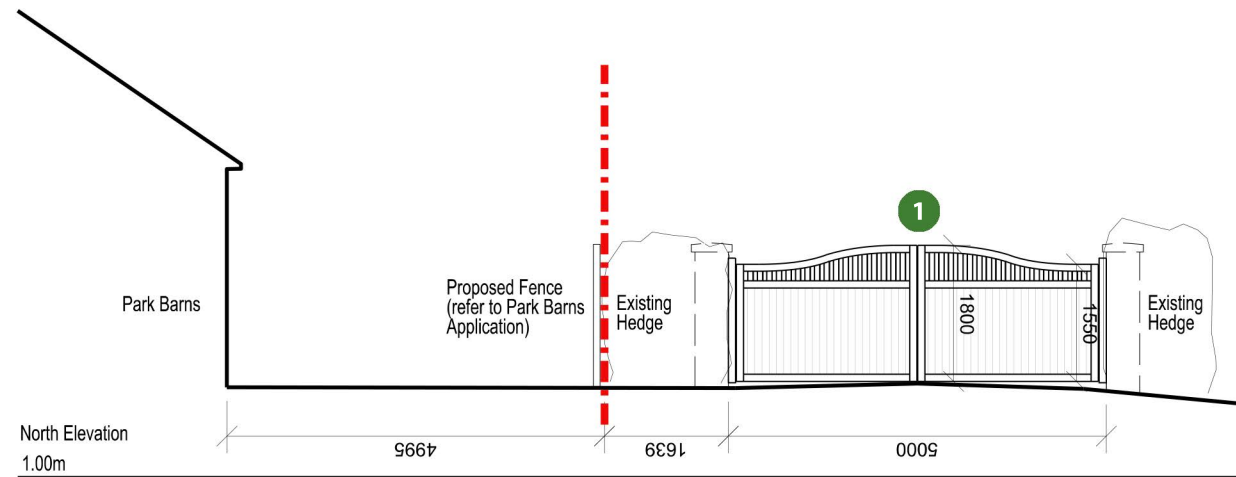 1
Park Barns
Proposed Fence
(refer to Park Barns
Application)
Existing
Hedge
1800
1550
Existing
Hedge
North Elevation
1.00m
4995
1639
5000